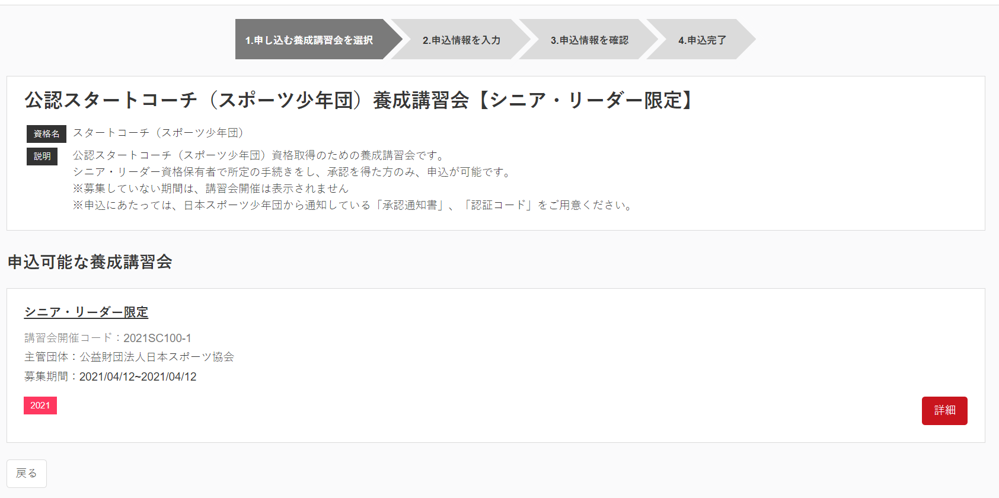 1.申し込む養成講習会を選択
2.申込情報を入力
3.申込情報を確認
4.申込完了
公認スタートコーチ（スポーツ少年団）養成講習会【シニア・リーダー限定】
資格名 スタートコーチ（スポーツ少年団）
説明 公認スタートコーチ（スポーツ少年団）資格取得のための養成講習会です。
シニア・リーダー資格保有者で所定の手続きをし、承認を得た方のみ、申込が可能です。
※募集していない期間は、講習会開催は表示されません
※申込にあたっては、日本スポーツ少年団から通知している「承認通知書」、「認証コード」をご用意ください。
申込可能な養成講習会
シニア・リーダー限定
講習会開催コード：2021SC100-1
主管団体：公益財団法人日本スポーツ協会
募集期間：2021/04/12~2021/04/12
2021
詳細
戻る